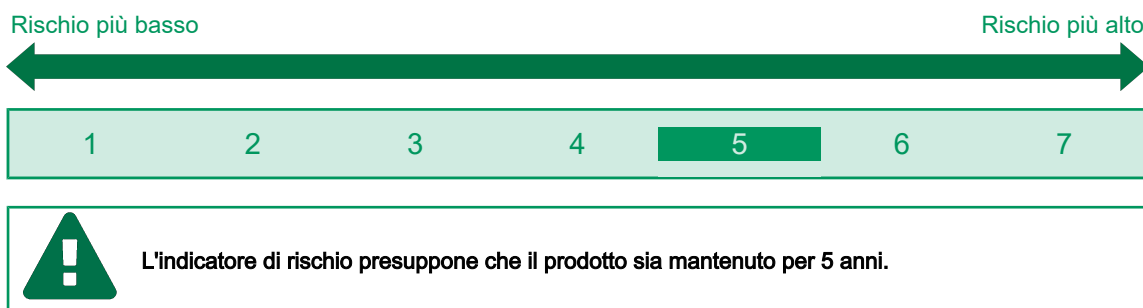 Rischio più basso Rischio più alto
1 2 3 4 5 6 7
L'indicatore di rischio presuppone che il prodotto sia mantenuto per 5 anni.